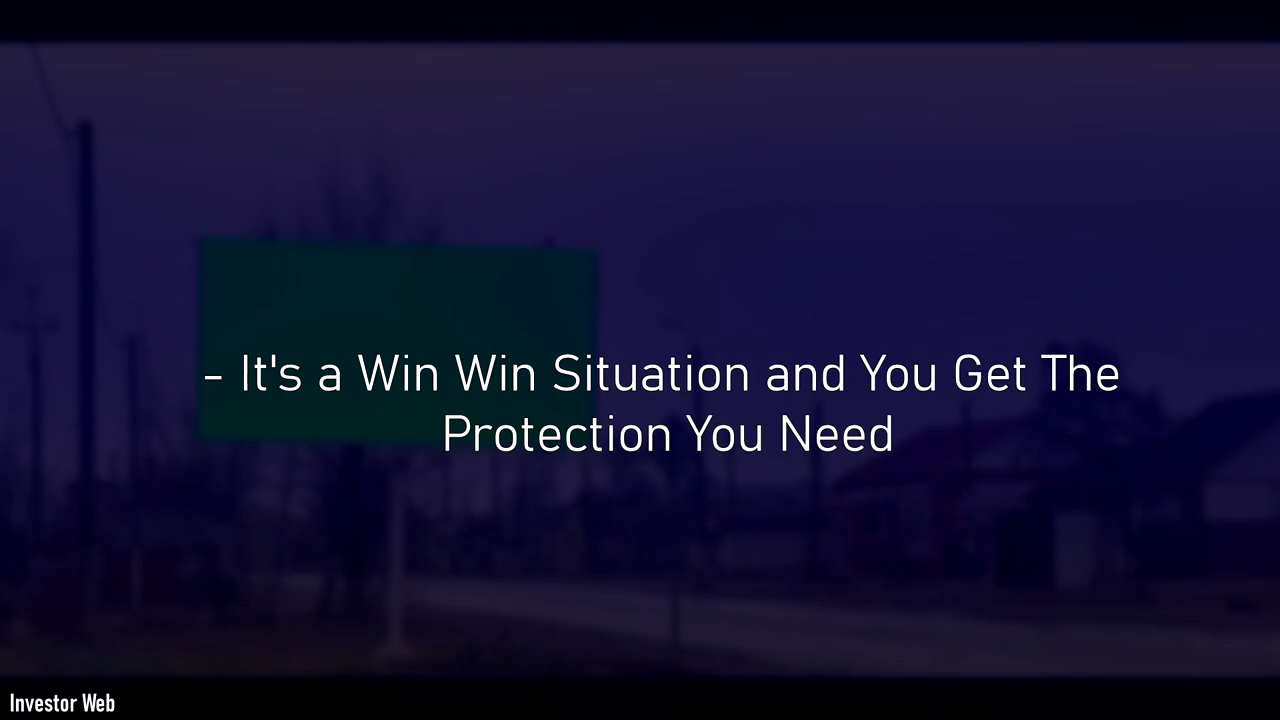 - It's a Win Win Situation and You Get The
Protection You Need
Investor Web